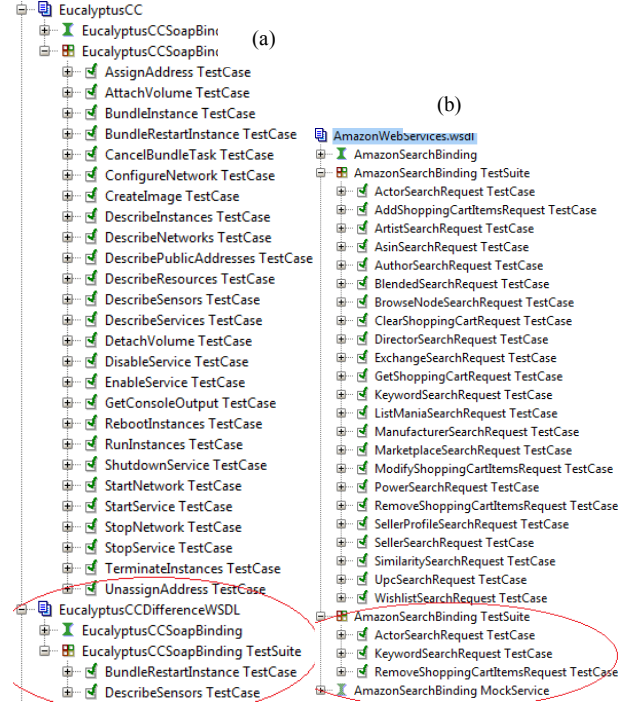 EucalyptusCC
EucalyptusCCSoapBind
(a)
EucalyptusCCSoapBind
AssignAddress TestCase
AttachVolume TestCase
BundleInstance TestCase
BundleRestartInstance TestCase
CancelBundleTask TestCase
ConfigureNetwork TestCase
CreateImage TestCase
DescribeInstances TestCase
DescribeNetworks TestCase
DescribePublicAddresses TestCase
DescribeResources TestCase
DescribeSensors TestCase
DescribeServices TestCase
DetachVolume TestCase
DisableService TestCase
EnableService TestCase
GetConsoleOutput TestCase
RebootInstances TestCase
RunInstances TestCase
ShutdownService TestCase
StartNetwork TestCase
StartService TestCase
StopNetwork TestCase
StopService TestCase
TerminateInstances TestCase
UnassignAddress TestCase
EucalyptusCCDifferenceWSDL
EucalyptusCCSoapBinding
EucalyptusCCSoapBinding TestSuite
BundleRestartInstance TestCase
DescribeSensors TestCase
(b)
AmazonWebServices.wsdl
AmazonSearchBinding
AmazonSearchBinding TestSuite
ActorSearchRequest TestCase
AddShoppingCartItemsRequest TestCase
ArtistSearchRequest TestCase
AsinSearchRequest TestCase
AuthorSearchRequest TestCase
BlendedSearchRequest TestCase
BrowseNodeSearchRequest TestCase
ClearShoppingCartRequest TestCase
DirectorSearchRequest TestCase
ExchangeSearchRequest TestCase
GetShoppingCartRequest TestCase
KeywordSearchRequest TestCase
ListManiaSearchRequest TestCase
ManufacturerSearchRequest TestCase
MarketplaceSearchRequest TestCase
ModifyShoppingCartItemsRequest TestCase
PowerSearchRequest TestCase
RemoveShoppingCartItemsRequest TestCase
SellerProfileSearchRequest TestCase
SellerSearchRequest TestCase
SimilaritySearchRequest TestCase
UpcSearchRequest TestCase
WishlistSearchRequest TestCase
AmazonSearchBinding TestSuite
ActorSearchRequest TestCase
KeywordSearchRequest TestCase
RemoveShoppingCartItemsRequest TestCase
AmazonSearchBinding MockService